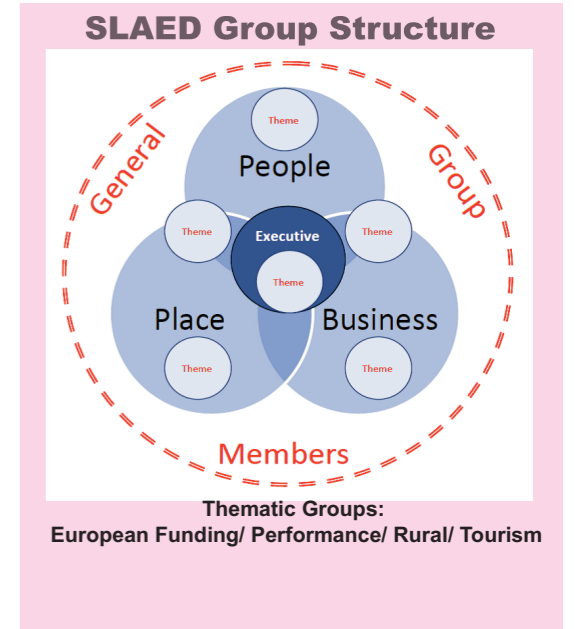 SLAED Group Structure
General
Group
Theme
People
Theme
Executive
Theme
Theme
Place
Business
Theme
Theme
Members
Thematic Groups:
European Funding/ Performance/ Rural/ Tourism